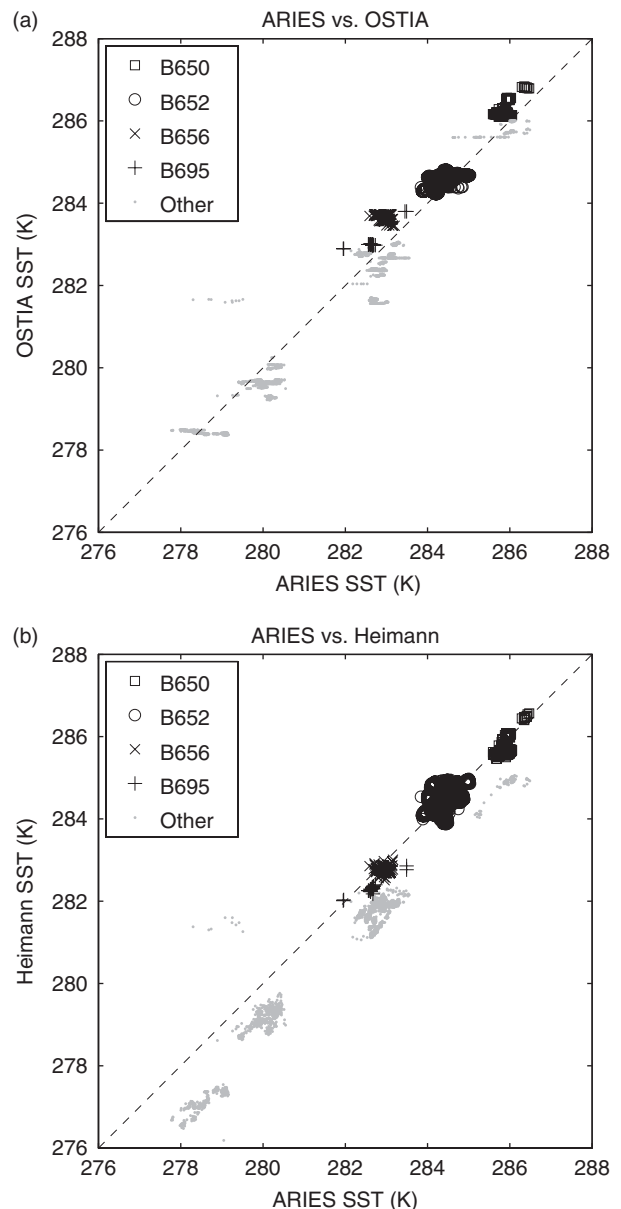 (a)
ARIES vs. OSTIA
288
B650
286
B652
B656
284
B695
Other
OSTIA SST (K)
282
280
278
276
276 278 280 282 284 286 288
ARIES SST (K)
(b)
ARIES vs. Heimann
288
B650
286
B652
B656
284
B695
Other
Heimann SST (K)
282
280
278
276
276 278 280 282 284 286 288
ARIES SST (K)